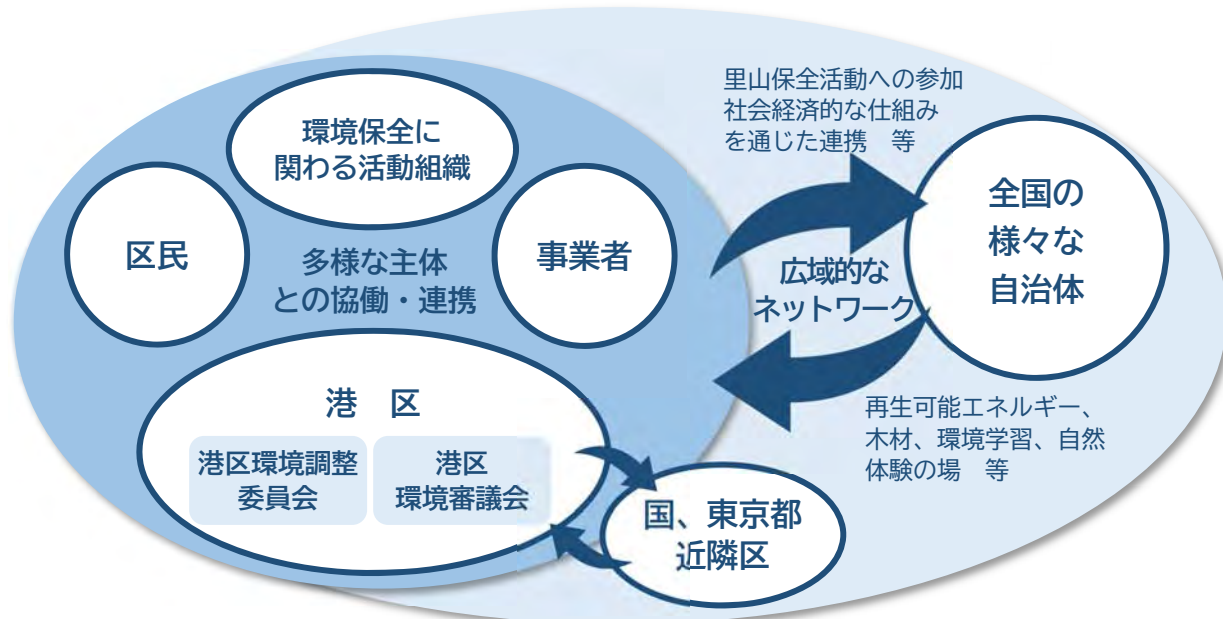 環境保全に
関わる活動組織
区民
事業者
多様な主体
との協働・連携
港　区
港区環境調整
委員会
港区
環境審議会
国、東京都
近隣区
里山保全活動への参加
社会経済的な仕組み
を通じた連携　等
広域的な
ネットワーク
全国の
様々な
自治体
再生可能エネルギー、
木材、環境学習、自然
体験の場　等